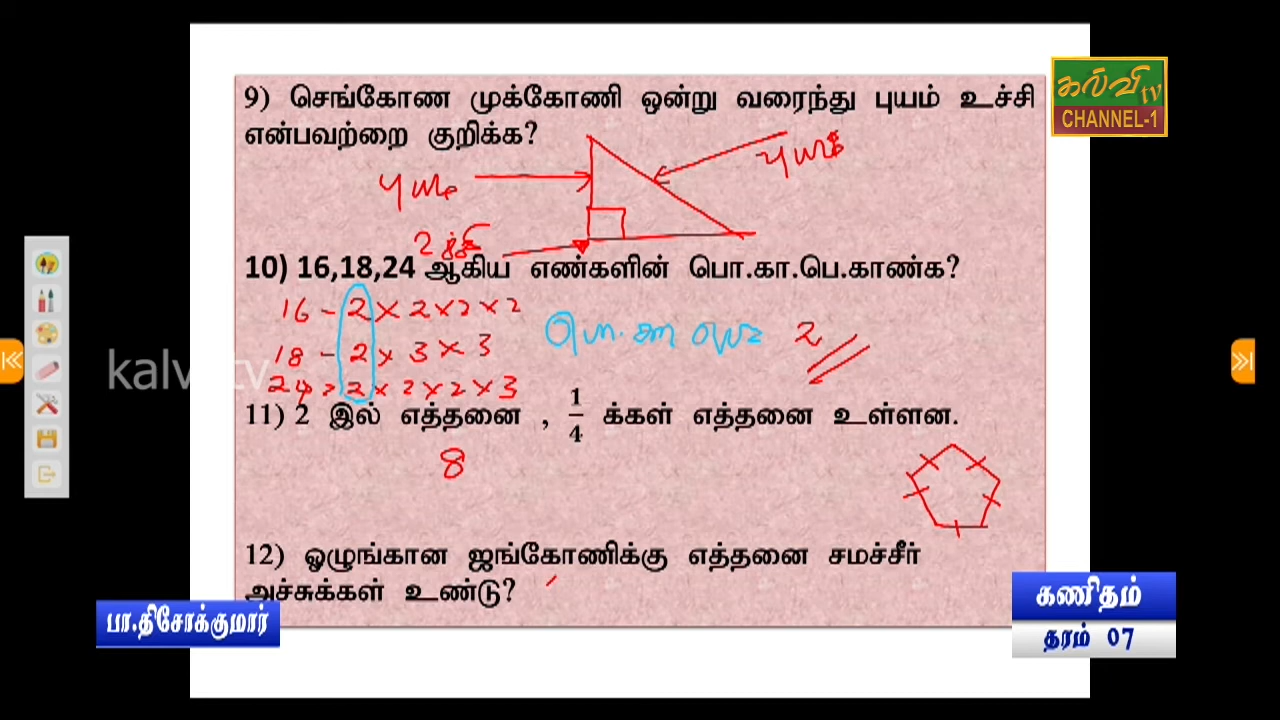 கல்வி tv
CHANNEL-1
9) செங்கோண முக்கோணி ஒன்று வரைந்து புயம் உச்சி
என்பவற்றை குறிக்க?
புயம் புயம்
10) 16,18,24 ஆகிய எண்களின் பொ.கா.பெ.காண்க?
16 - 2 × 2 × 2 × 2
18 - 2 × 3 × 3 2
24 - 2 × 2 × 2 × 3
kalvi tv
11) 2 இல் எத்தனை , 1/4 க்கள் எத்தனை உள்ளன.
8
12) ஒழுங்கான ஐங்கோணிக்கு எத்தனை சமச்சீர்
அச்சுக்கள் உண்டு?
பா.திசோக்குமார்
கணிதம்
தரம் 07